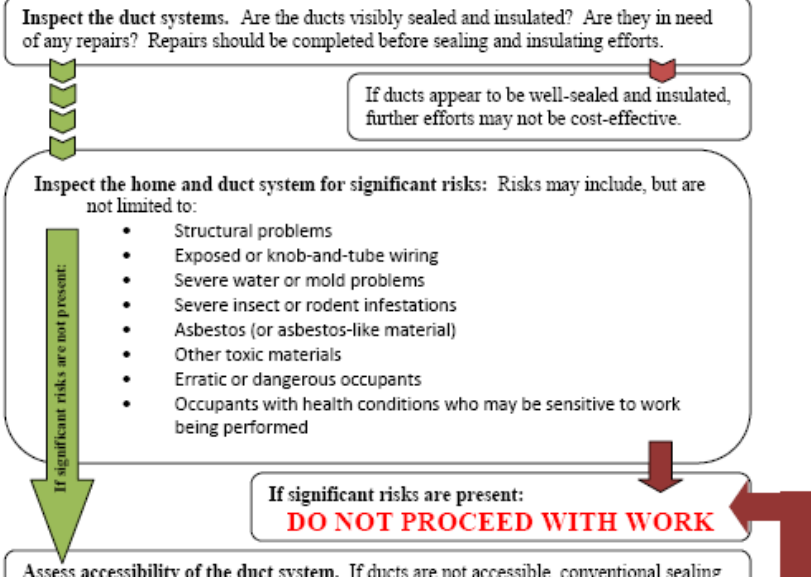 Inspect the duct systems. Are the ducts visibly sealed and insulated? Are they in need
of any repairs? Repairs should be completed before sealing and insulating efforts.
If ducts appear to be well-sealed and insulated,
further efforts may not be cost-effective.
Inspect the home and duct system for significant risks: Risks may include, but are
not limited to:
• Structural problems
• Exposed or knob-and-tube wiring
• Severe water or mold problems
• Severe insect or rodent infestations
• Asbestos (or asbestos-like material)
• Other toxic materials
• Erratic or dangerous occupants
• Occupants with health conditions who may be sensitive to work
being performed
If significant risks are not present:
If significant risks are present:
DO NOT PROCEED WITH WORK
Assess accessibility of the duct system. If ducts are not accessible, conventional sealing